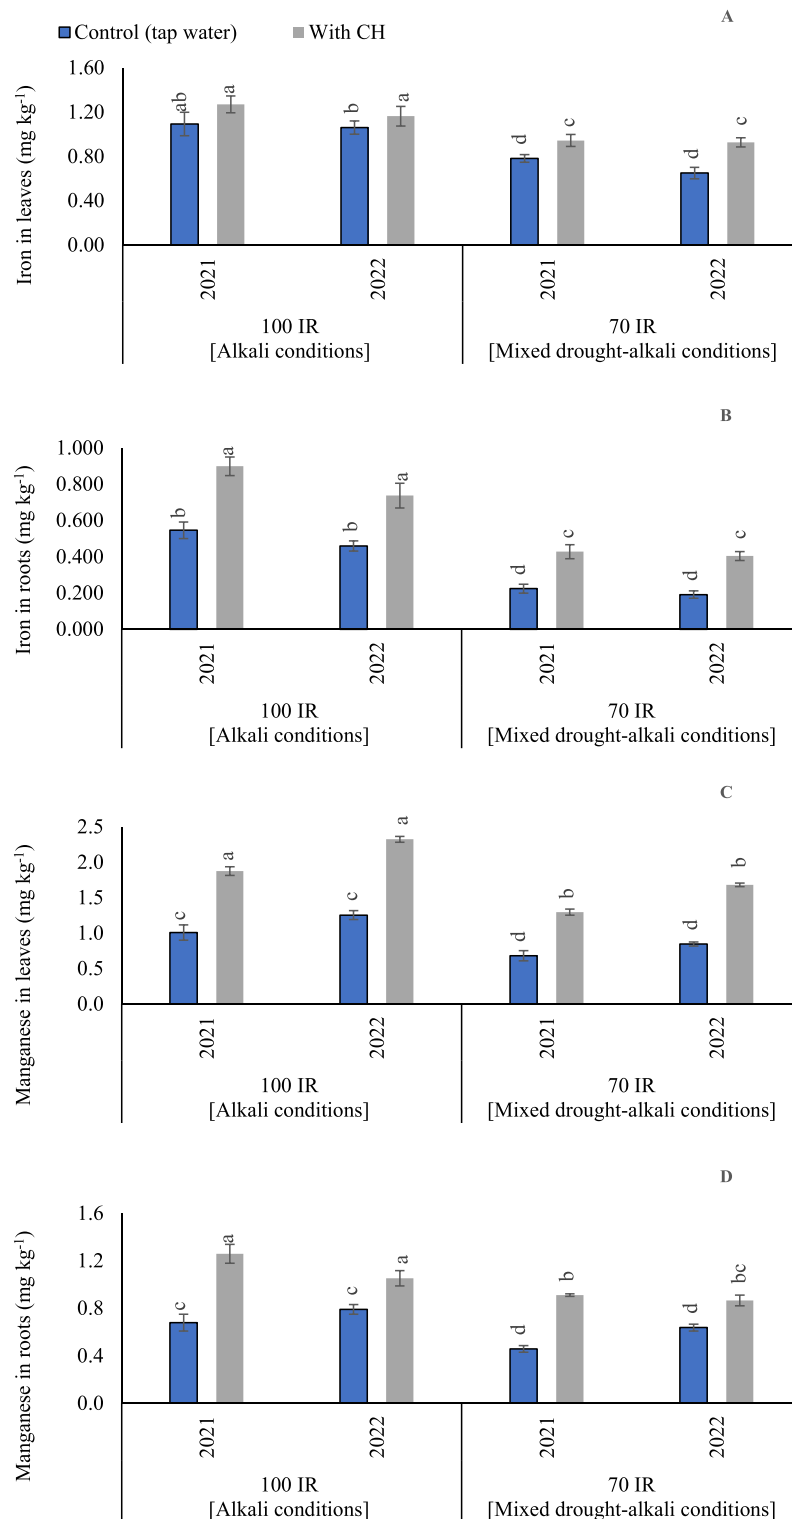 A
Control (tap water) With CH
Iron in leaves (mg kg-1)
1.60
1.20
0.80
0.40
0.00
ab a b a d c d c
2021 2022 2021 2022
100 IR 70 IR
[Alkali conditions] [Mixed drought-alkali conditions]
B
Iron in roots (mg kg-1)
1.000
0.800
0.600
0.400
0.200
0.000
b a b a d c d c
2021 2022 2021 2022
100 IR 70 IR
[Alkali conditions] [Mixed drought-alkali conditions]
C
Manganese in leaves (mg kg-1)
2.5
2.0
1.5
1.0
0.5
0.0
c a c a d b d b
2021 2022 2021 2022
100 IR 70 IR
[Alkali conditions] [Mixed drought-alkali conditions]
D
Manganese in roots (mg kg-1)
1.6
1.2
0.8
0.4
0.0
c a c a d b d bc
2021 2022 2021 2022
100 IR 70 IR
[Alkali conditions] [Mixed drought-alkali conditions]